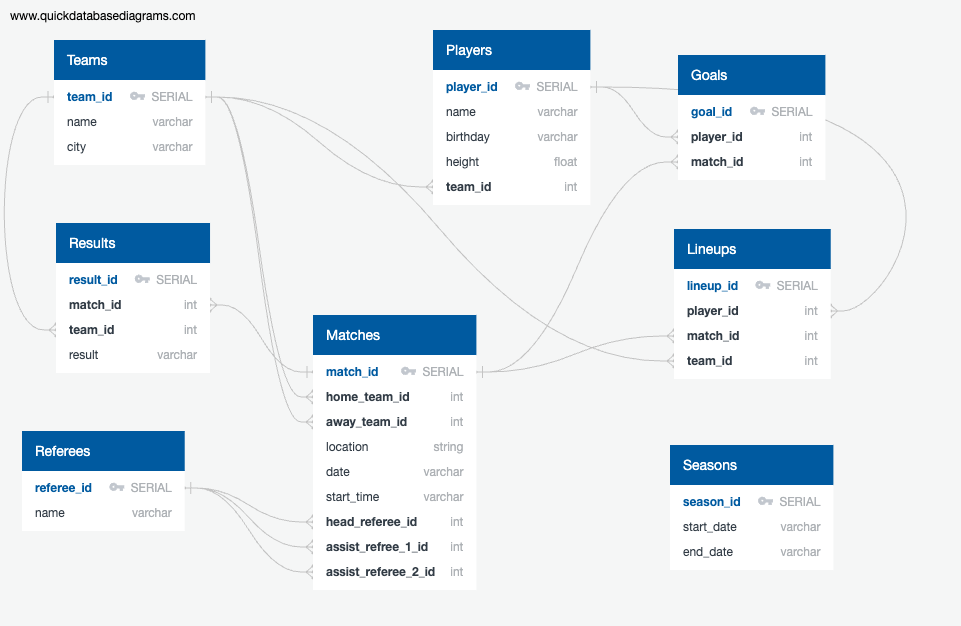 www.quickdatabasediagrams.com
Teams
team_id SERIAL
name varchar
city varchar
Players
player_id SERIAL
name varchar
birthday varchar
height float
team_id int
Goals
goal_id SERIAL
player_id int
match_id int
Results
result_id SERIAL
match_id int
team_id int
result varchar
Lineups
lineup_id SERIAL
player_id int
match_id int
team_id int
Matches
match_id SERIAL
home_team_id int
away_team_id int
location string
date varchar
start_time varchar
head_referee_id int
assist_refree_1_id int
assist_referee_2_id int
Referees
referee_id SERIAL
name varchar
Seasons
season_id SERIAL
start_date varchar
end_date varchar